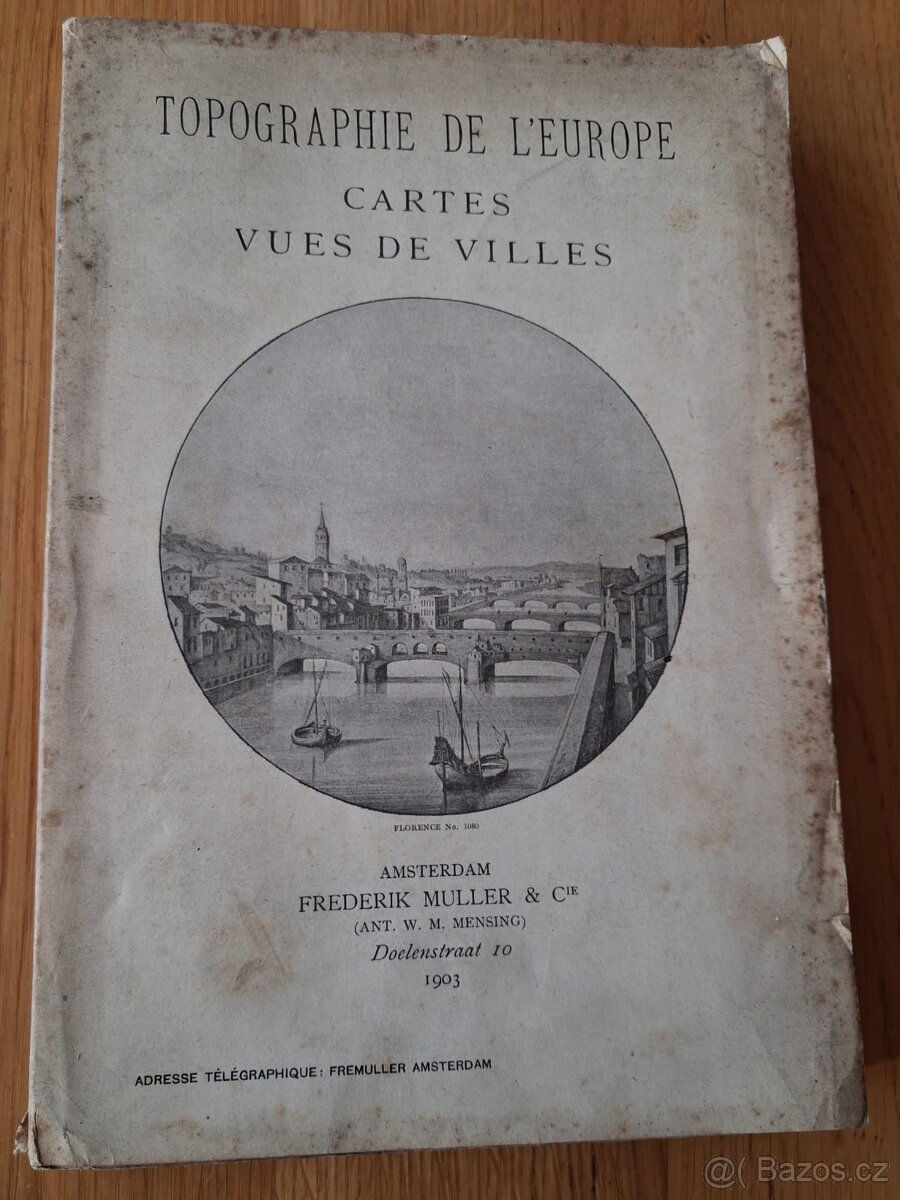 TOPOGRAPHIE DE L'EUROPE
CARTES
VUES DE VILLES
FLORENCE No. 1080
AMSTERDAM
FREDERIK MULLER & CIE
(ANT. W. M. MENSING)
Doelenstraat 10
1903
ADRESSE TÉLÉGRAPHIQUE: FREMULLER AMSTERDAM
@( Bazos.cz